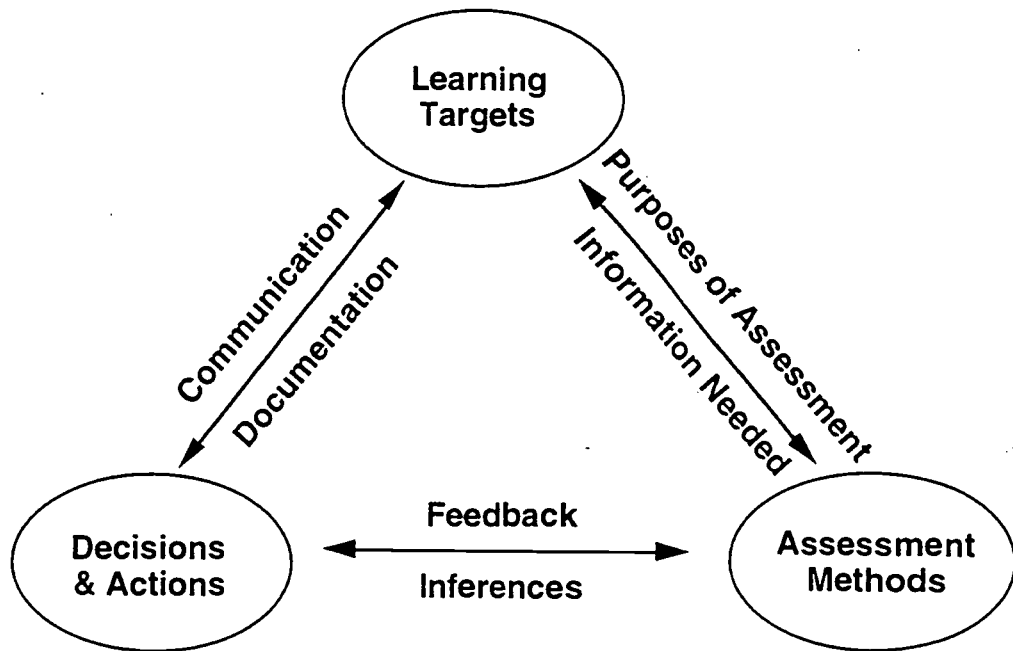 Learning
Targets
Purposes of Assessment
Information Needed
Communication
Documentation
Feedback
Inferences
Decisions
& Actions
Assessment
Methods